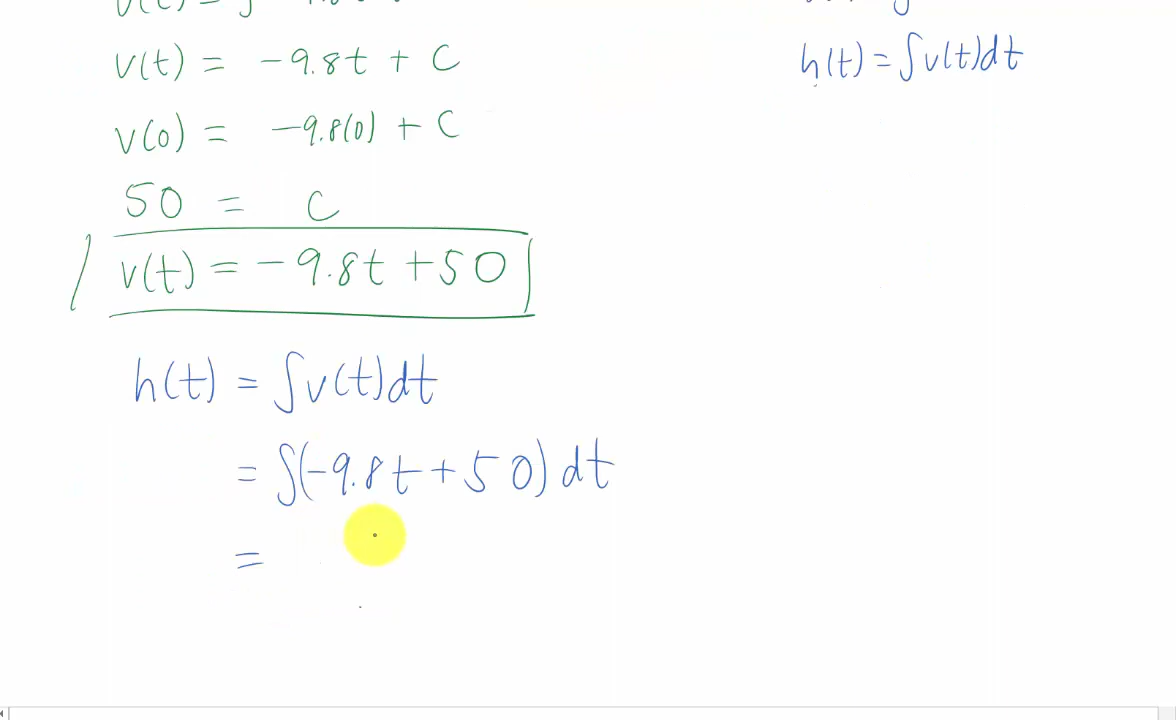 v(t) = -9.8t + C
h(t) = ∫v(t)dt
v(0) = -9.8(0) + C
50 = C
v(t) = -9.8t + 50
h(t) = ∫v(t)dt
= ∫(-9.8t + 50) dt
=